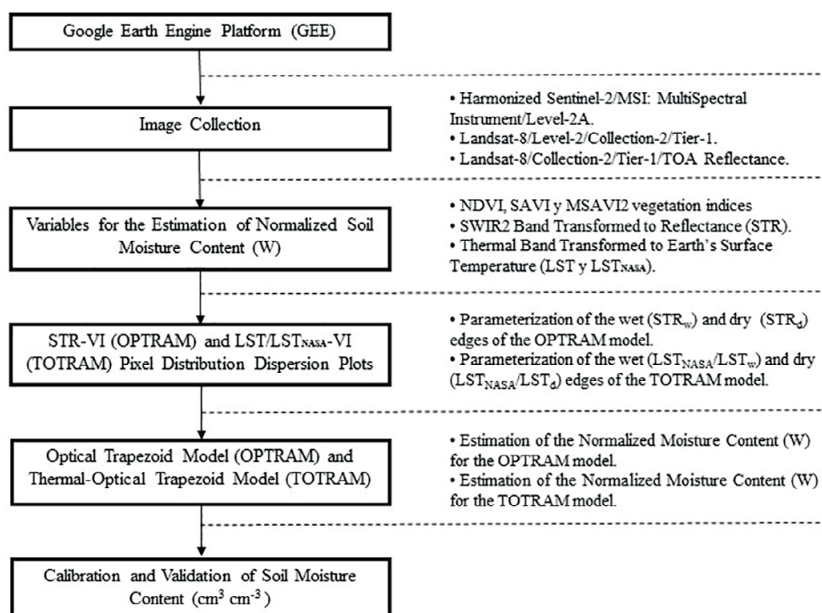 Google Earth Engine Platform (GEE)
Image Collection
• Harmonized Sentinel-2/MSI: MultiSpectral
Instrument/Level-2A.
• Landsat-8/Level-2/Collection-2/Tier-1.
• Landsat-8/Collection-2/Tier-1/TOA Reflectance.
Variables for the Estimation of Normalized Soil
Moisture Content (W)
• NDVI, SAVI y MSAVI2 vegetation indices
• SWIR2 Band Transformed to Reflectance (STR).
• Thermal Band Transformed to Earth's Surface
Temperature (LST y LSTNASA).
STR-VI (OPTRAM) and LST/LSTNASA-VI
(TOTRAM) Pixel Distribution Dispersion Plots
• Parameterization of the wet (STRw) and dry (STRd)
edges of the OPTRAM model.
• Parameterization of the wet (LSTNASA/LSTw) and dry
(LSTNASA/LSTd) edges of the TOTRAM model.
Optical Trapezoid Model (OPTRAM) and
Thermal-Optical Trapezoid Model (TOTRAM)
• Estimation of the Normalized Moisture Content (W)
for the OPTRAM model.
• Estimation of the Normalized Moisture Content (W)
for the TOTRAM model.
Calibration and Validation of Soil Moisture
Content (cm³ cm⁻³)